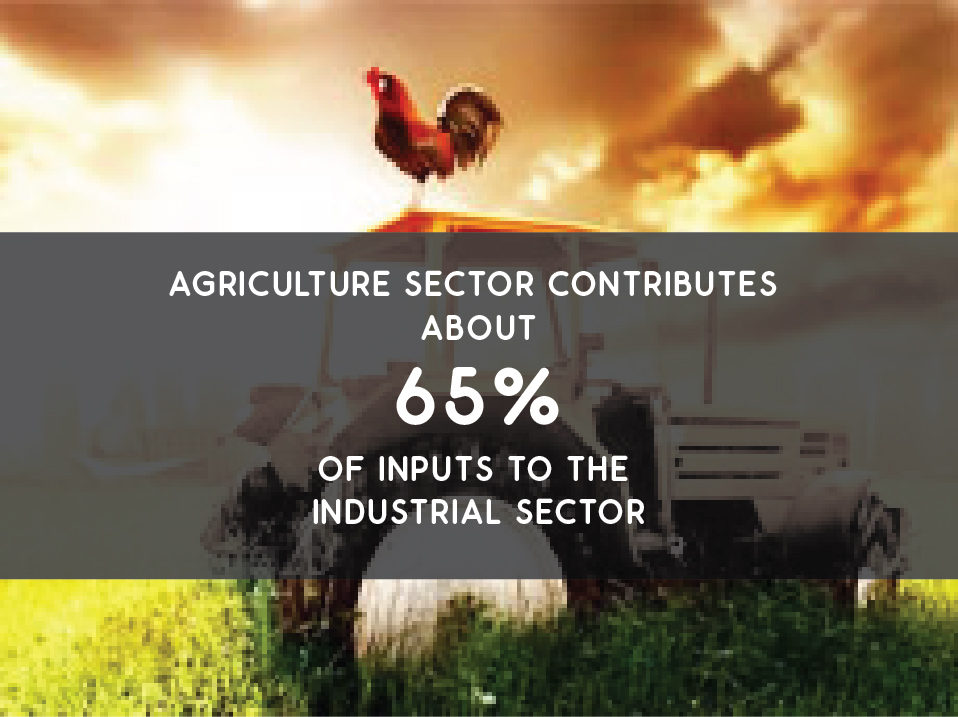 AGRICULTURE SECTOR CONTRIBUTES
ABOUT
65%
OF INPUTS TO THE
INDUSTRIAL SECTOR